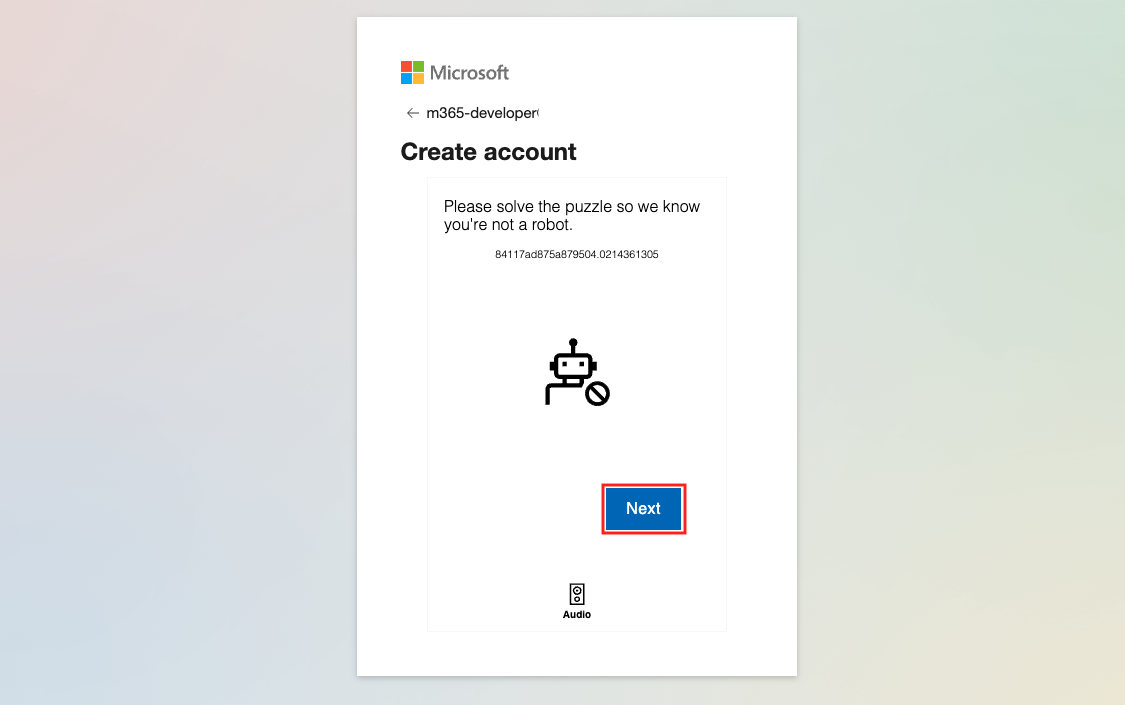 Microsoft
m365-developer
Create account
Please solve the puzzle so we know
you're not a robot.
84117ad875a879504.0214361305
Next
Audio